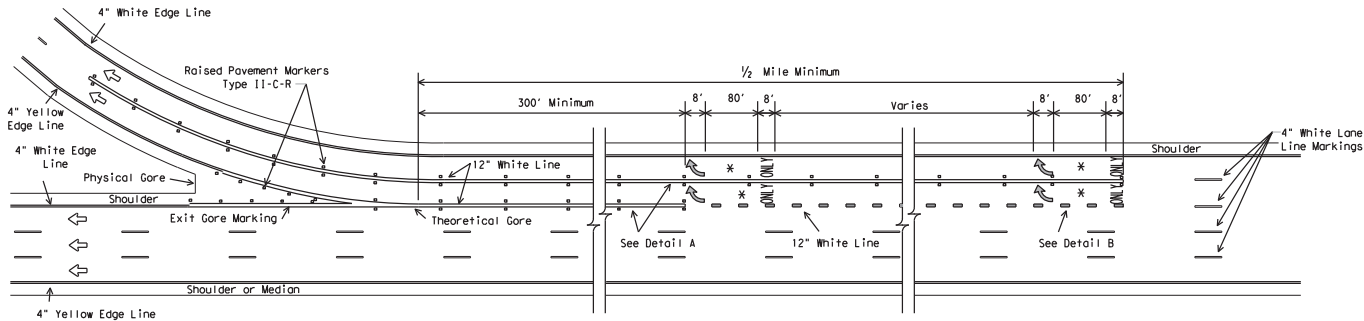 4" White Edge Line
Raised Pavement Markers
Type II-C-R
½ Mile Minimum
300' Minimum
8'
80'
8'
Varies
8'
80'
8'
4" Yellow
Edge Line
4" White Edge
Line
Physical Gore
Shoulder
Exit Gore Marking
12" White Line
Theoretical Gore
See Detail A
*
ONLY
*
ONLY
12" White Line
See Detail B
*
ONLY
*
ONLY
Shoulder
4" White Lane
Line Markings
Shoulder or Median
4" Yellow Edge Line